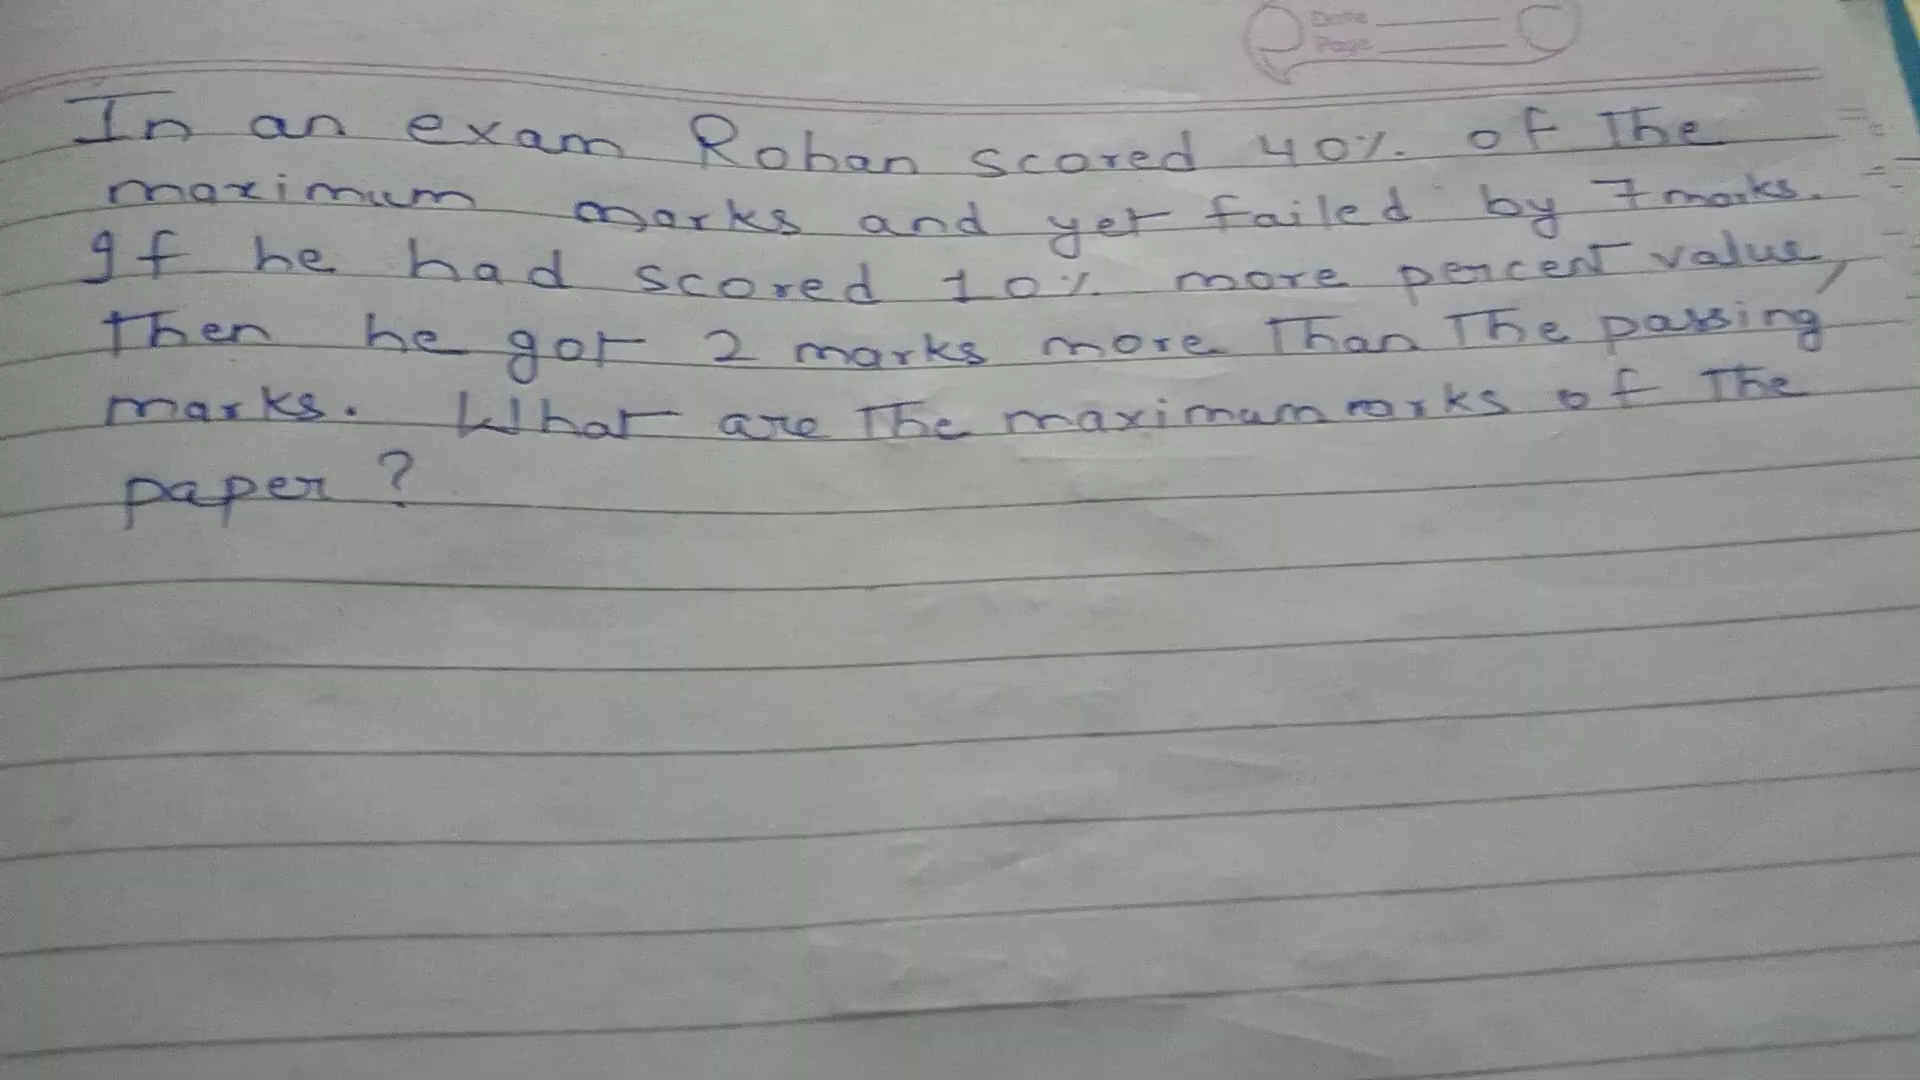 Date
Page
In an exam Rohan scored 40% of The
maximum marks and yet failed by 7 marks.
If he had scored 10% more percent value,
then he got 2 marks more Than The passing
marks. What are The maximum marks of The
paper ?